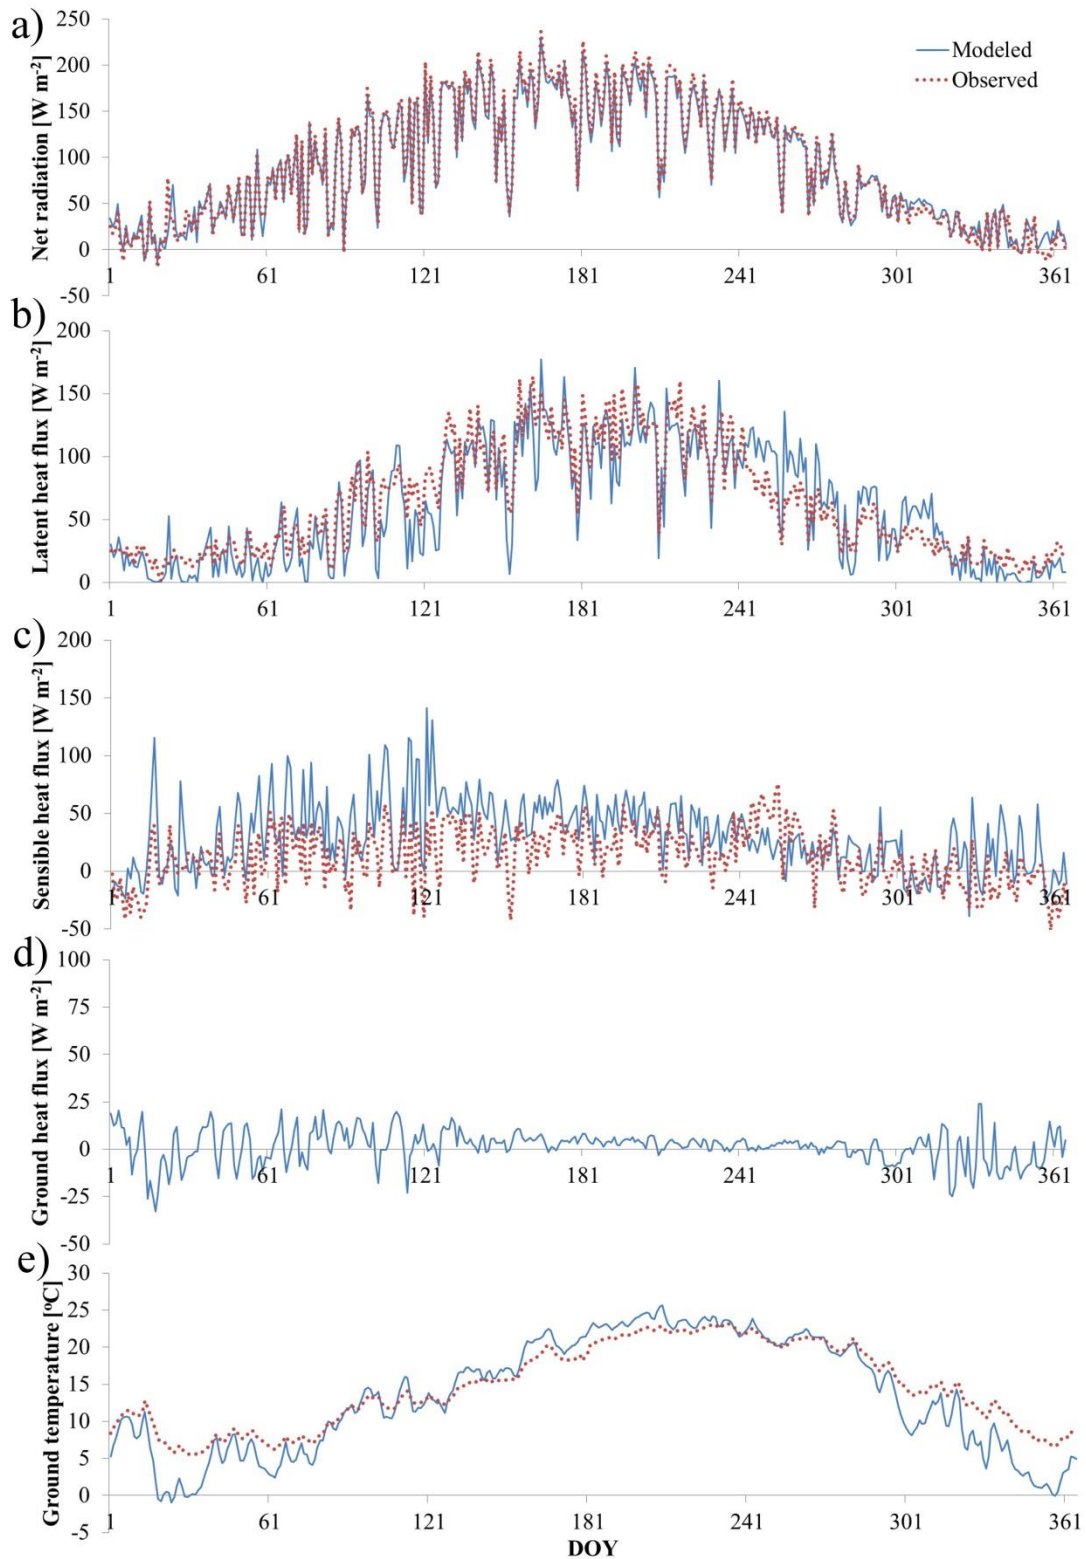 a)
Net radiation [W m-2]
250
200
150
100
50
0
-50
1 61 121 181 241 301 361
Modeled
Observed
b)
Latent heat flux [W m-2]
200
150
100
50
0
1 61 121 181 241 301 361
c)
Sensible heat flux [W m-2]
200
150
100
50
0
-50
1 61 121 181 241 301 361
d)
Ground heat flux [W m-2]
100
75
50
25
0
-25
-50
1 61 121 181 241 301 361
e)
Ground temperature [ºC]
30
25
20
15
10
5
0
-5
1 61 121 181 241 301 361
DOY